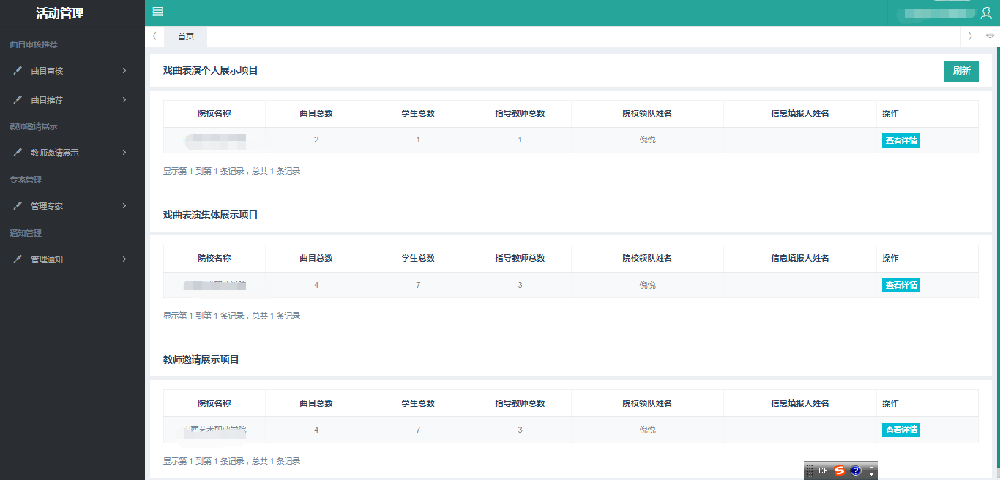 活动管理
曲目审核推荐
曲目审核
曲目推荐
教师邀请展示
教师邀请展示
专家管理
管理专家
通知管理
管理通知
首页
戏曲表演个人展示项目
刷新
院校名称 曲目总数 学生总数 指导教师总数 院校领队姓名 信息填报人姓名 操作
2 1 1 倪悦 查看详情
显示第 1 到第 1 条记录，总共 1 条记录
戏曲表演集体展示项目
院校名称 曲目总数 学生总数 指导教师总数 院校领队姓名 信息填报人姓名 操作
4 7 3 倪悦 查看详情
显示第 1 到第 1 条记录，总共 1 条记录
教师邀请展示项目
院校名称 曲目总数 学生总数 指导教师总数 院校领队姓名 信息填报人姓名 操作
山西艺术职业学院 4 7 3 倪悦 查看详情
显示第 1 到第 1 条记录，总共 1 条记录
CH S ?